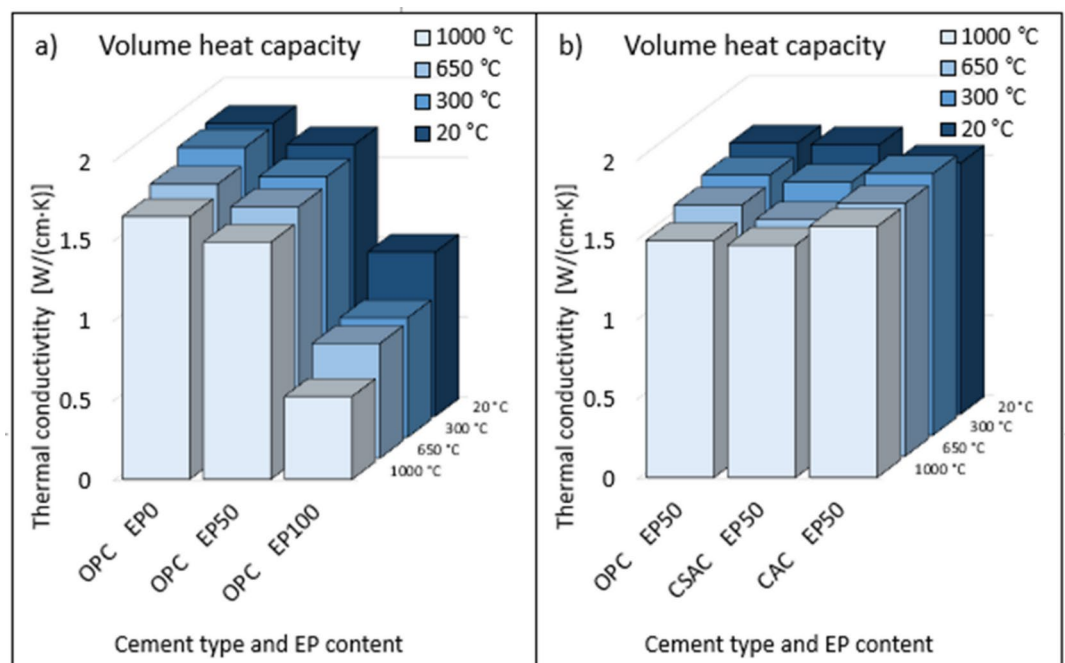 a) Volume heat capacity
1000 °C
650 °C
300 °C
20 °C
Thermal conductivtity [W/(cm·K)]
2
1.5
1
0.5
0
20 °C
300 °C
650 °C
1000 °C
OPC EP0
OPC EP50
OPC EP100
Cement type and EP content
b) Volume heat capacity
1000 °C
650 °C
300 °C
20 °C
Thermal conductivtity [W/(cm·K)]
2
1.5
1
0.5
0
20 °C
300 °C
650 °C
1000 °C
OPC EP50
CSAC EP50
CAC EP50
Cement type and EP content